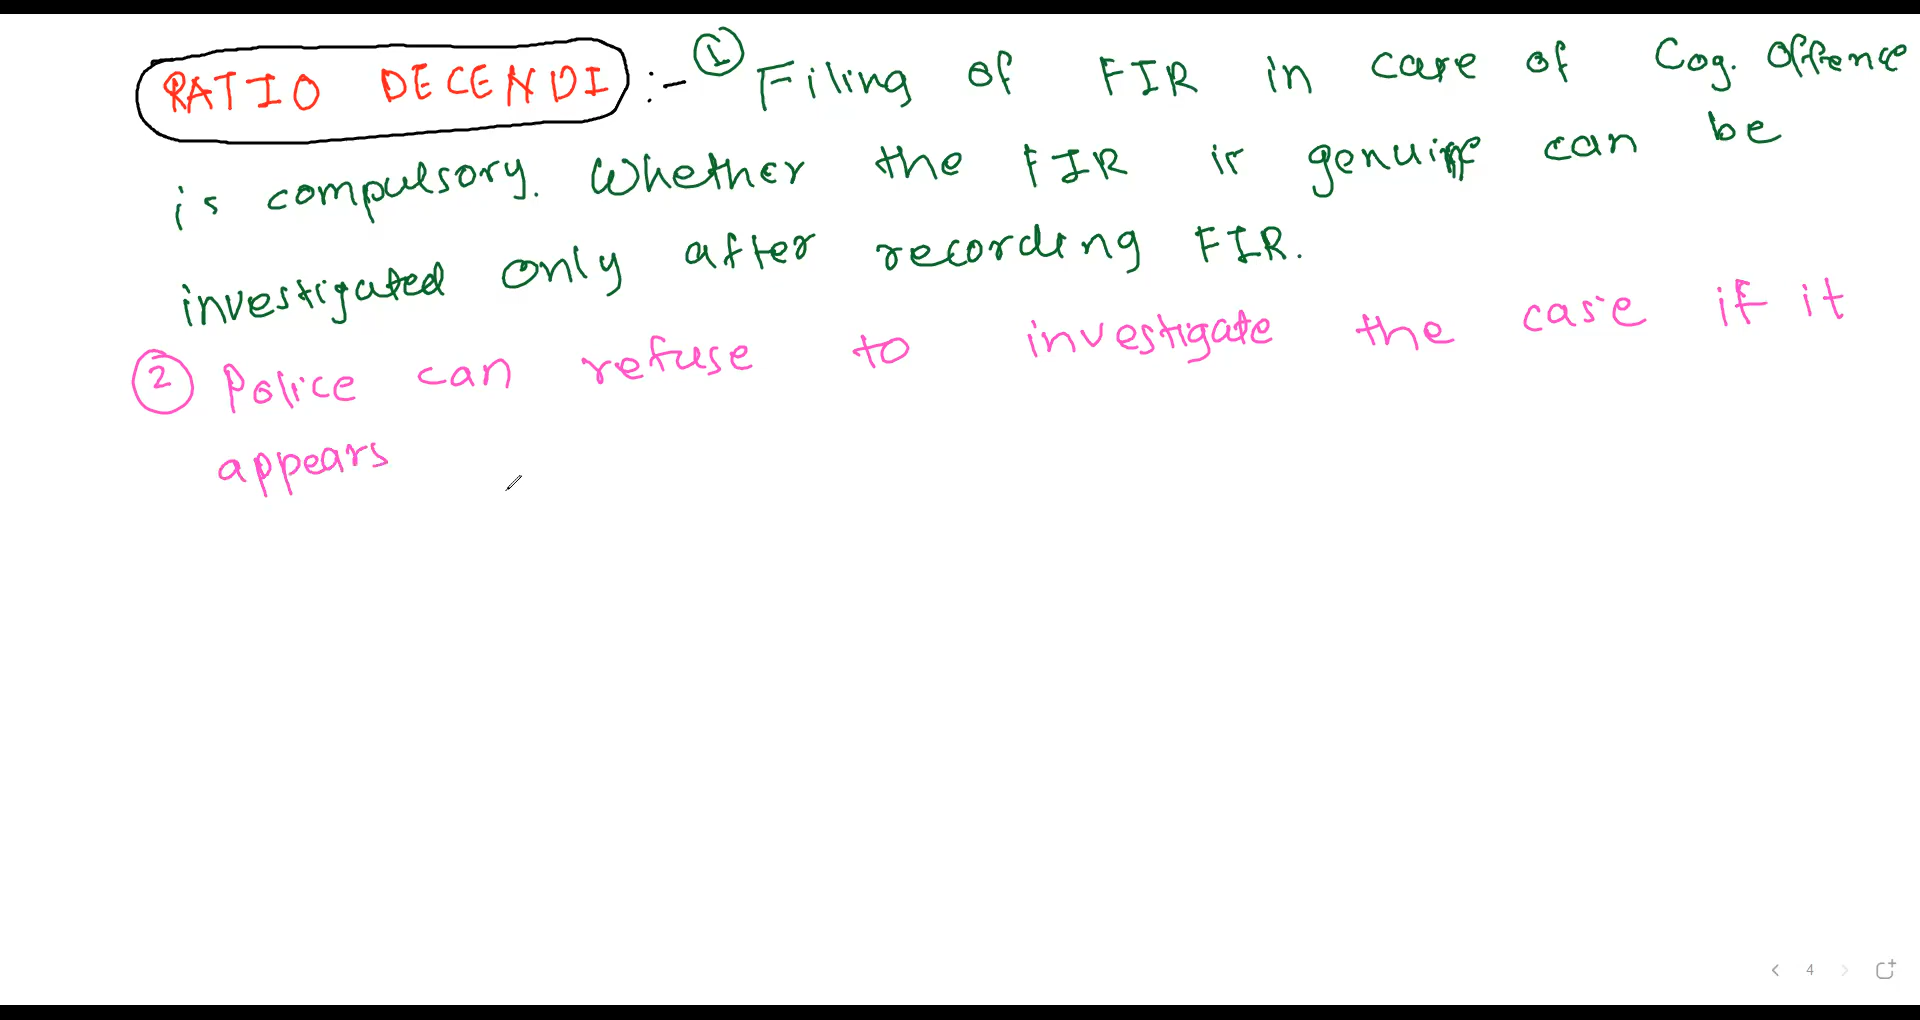 RATIO DECENDI :- ① Filing of FIR in case of Cog. Offence
is compulsory. Whether the FIR is genuine can be
investigated only after recording FIR.
② Police can refuse to investigate the case if it
appears
4